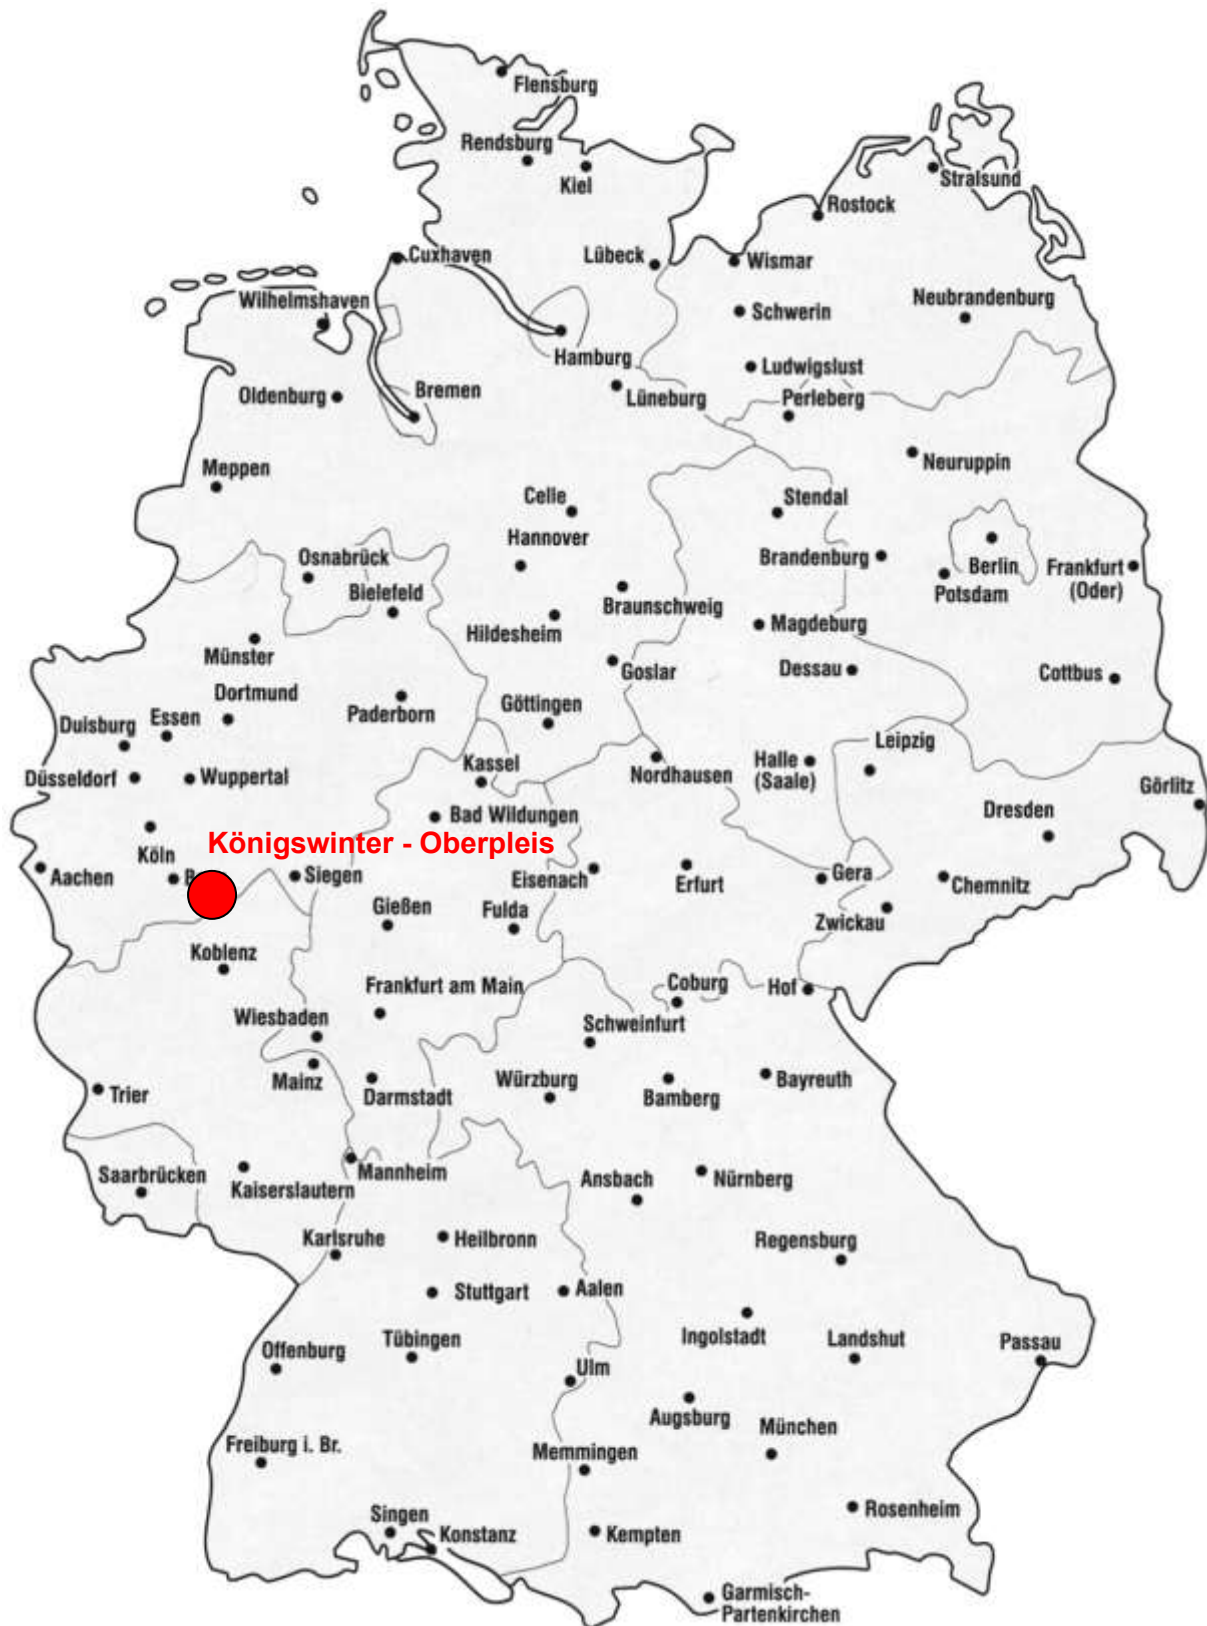 Flensburg
Rendsburg
Kiel
Stralsund
Rostock
Cuxhaven
Lübeck
Wismar
Wilhelmshaven
Schwerin
Neubrandenburg
Hamburg
Ludwigslust
Oldenburg
Bremen
Lüneburg
Perleberg
Meppen
Neuruppin
Celle
Stendal
Hannover
Osnabrück
Brandenburg
Berlin
Frankfurt
(Oder)
Bielefeld
Potsdam
Braunschweig
Hildesheim
Magdeburg
Münster
Goslar
Dessau
Cottbus
Dortmund
Paderborn
Göttingen
Duisburg
Essen
Leipzig
Düsseldorf
Wuppertal
Kassel
Nordhausen
Halle
(Saale)
Görlitz
Bad Wildungen
Dresden
Königswinter - Oberpleis
Köln
Aachen
Siegen
Eisenach
Erfurt
Gera
Chemnitz
Gießen
Fulda
Zwickau
Koblenz
Frankfurt am Main
Coburg
Hof
Wiesbaden
Schweinfurt
Mainz
Würzburg
Bayreuth
Trier
Darmstadt
Bamberg
Saarbrücken
Mannheim
Kaiserslautern
Ansbach
Nürnberg
Karlsruhe
Heilbronn
Regensburg
Stuttgart
Aalen
Offenburg
Tübingen
Ingolstadt
Landshut
Passau
Ulm
Augsburg
München
Freiburg i. Br.
Memmingen
Rosenheim
Singen
Konstanz
Kempten
Garmisch-
Partenkirchen